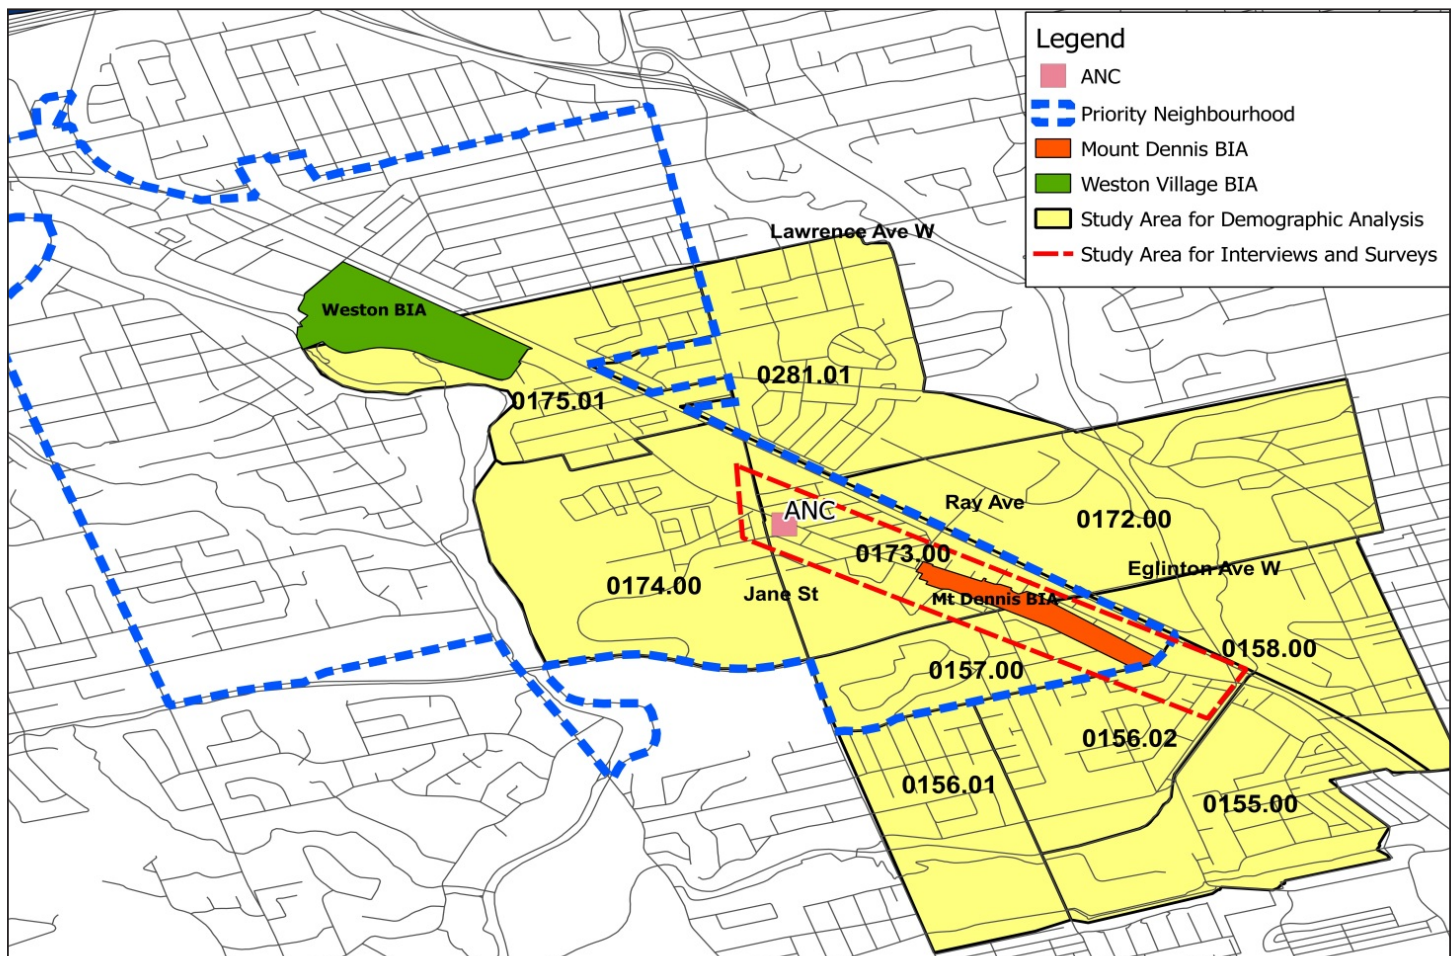 Legend
ANC
Priority Neighbourhood
Mount Dennis BIA
Weston Village BIA
Study Area for Demographic Analysis
Study Area for Interviews and Surveys
Lawrence Ave W
Weston BIA
0281.01
0175.01
Ray Ave
ANC
0172.00
0173.00
Eglinton Ave W
0174.00
Jane St
Mt Dennis BIA
0158.00
0157.00
0156.02
0156.01
0155.00